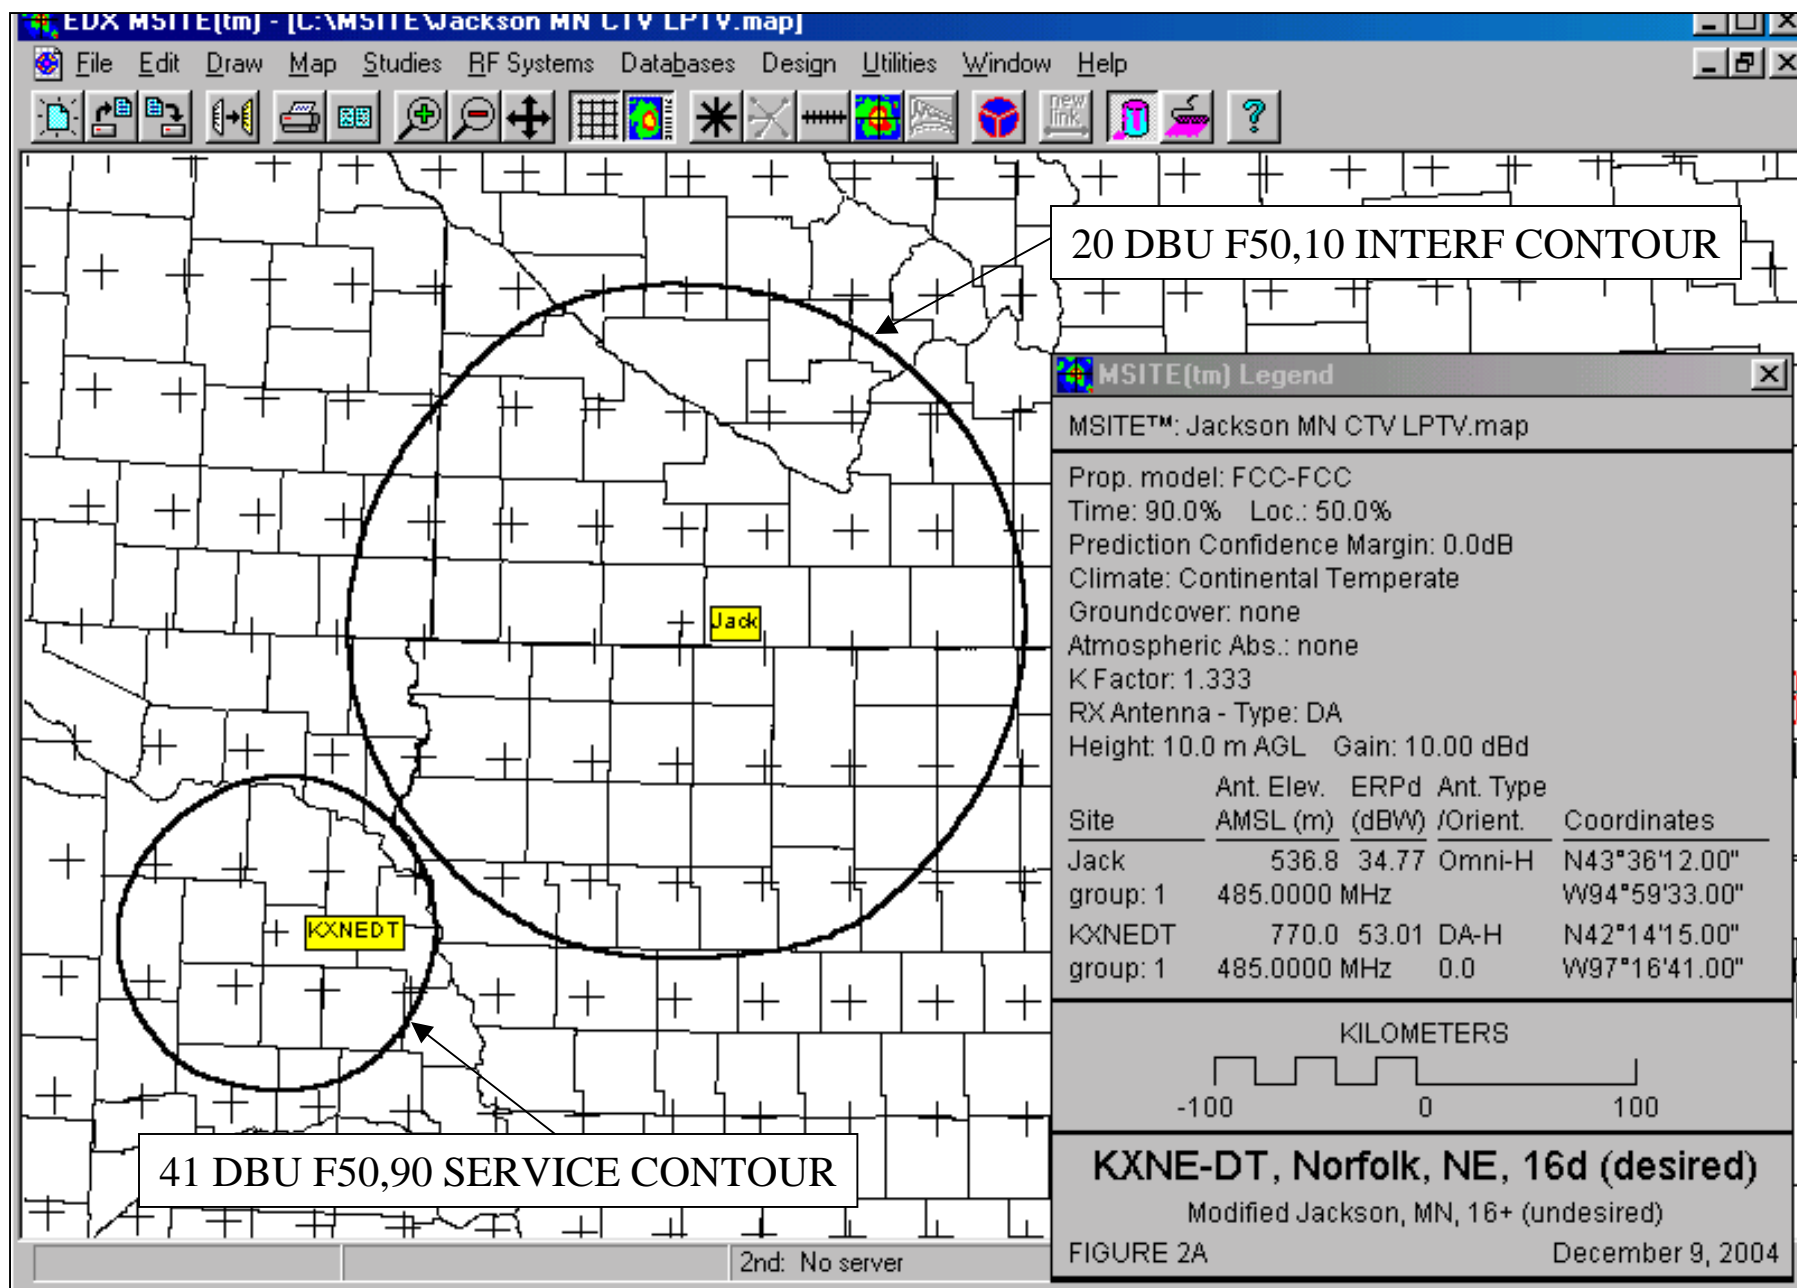 EDX MSITE(tm) - [C:\MSITE\Jackson MN CTV LPTV.map]
File Edit Draw Map Studies RF Systems Databases Design Utilities Window Help
new link
20 DBU F50,10 INTERF CONTOUR
Jack
KXNEDT
41 DBU F50,90 SERVICE CONTOUR
MSITE(tm) Legend
MSITE™: Jackson MN CTV LPTV.map
Prop. model: FCC-FCC
Time: 90.0% Loc.: 50.0%
Prediction Confidence Margin: 0.0dB
Climate: Continental Temperate
Groundcover: none
Atmospheric Abs.: none
K Factor: 1.333
RX Antenna - Type: DA
Height: 10.0 m AGL Gain: 10.00 dBd
Ant. Elev. ERPd Ant. Type
Site AMSL (m) (dBW) /Orient. Coordinates
Jack 536.8 34.77 Omni-H N43°36'12.00"
group: 1 485.0000 MHz W94°59'33.00"
KXNEDT 770.0 53.01 DA-H N42°14'15.00"
group: 1 485.0000 MHz 0.0 W97°16'41.00"
KILOMETERS
-100 0 100
KXNE-DT, Norfolk, NE, 16d (desired)
Modified Jackson, MN, 16+ (undesired)
FIGURE 2A December 9, 2004
2nd: No server